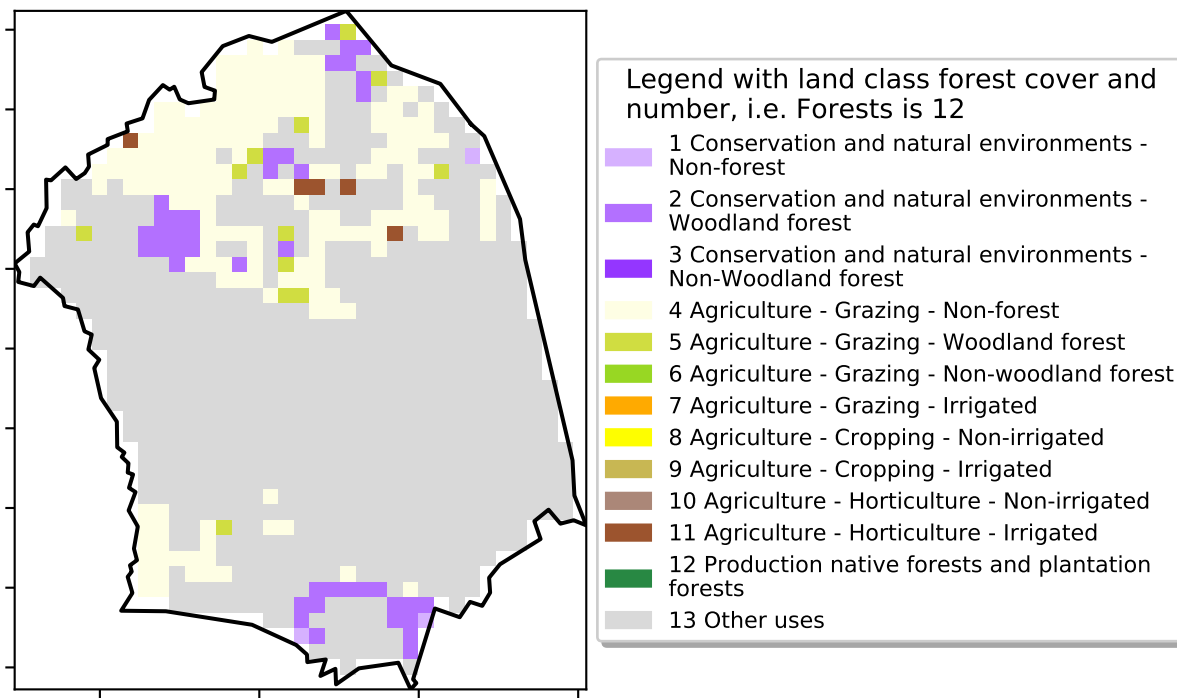 Legend with land class forest cover and
number, i.e. Forests is 12
1 Conservation and natural environments -
Non-forest
2 Conservation and natural environments -
Woodland forest
3 Conservation and natural environments -
Non-Woodland forest
4 Agriculture - Grazing - Non-forest
5 Agriculture - Grazing - Woodland forest
6 Agriculture - Grazing - Non-woodland forest
7 Agriculture - Grazing - Irrigated
8 Agriculture - Cropping - Non-irrigated
9 Agriculture - Cropping - Irrigated
10 Agriculture - Horticulture - Non-irrigated
11 Agriculture - Horticulture - Irrigated
12 Production native forests and plantation
forests
13 Other uses